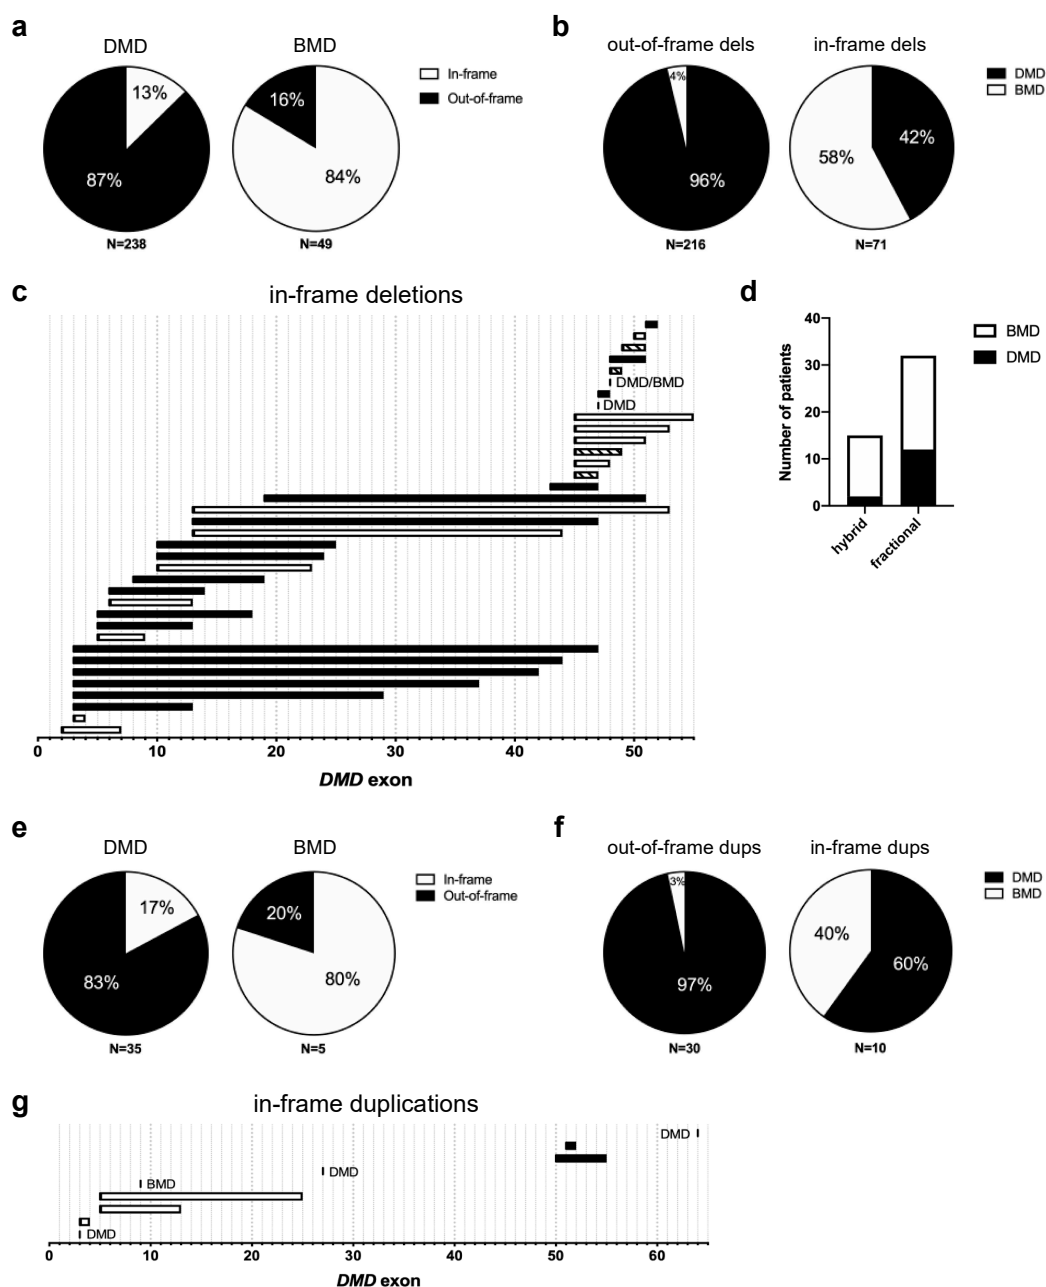 a
DMD
BMD
13%
87%
16%
84%
In-frame
Out-of-frame
N=238
N=49
b
out-of-frame dels
in-frame dels
4%
96%
58%
42%
DMD
BMD
N=216
N=71
c
in-frame deletions
DMD/BMD
DMD
0 10 20 30 40 50
DMD exon
d
BMD
DMD
Number of patients
40
30
20
10
0
hybrid
fractional
e
DMD
BMD
17%
83%
20%
80%
In-frame
Out-of-frame
N=35
N=5
f
out-of-frame dups
in-frame dups
3%
97%
40%
60%
DMD
BMD
N=30
N=10
g
in-frame duplications
DMD
DMD
BMD
DMD
0 10 20 30 40 50 60
DMD exon